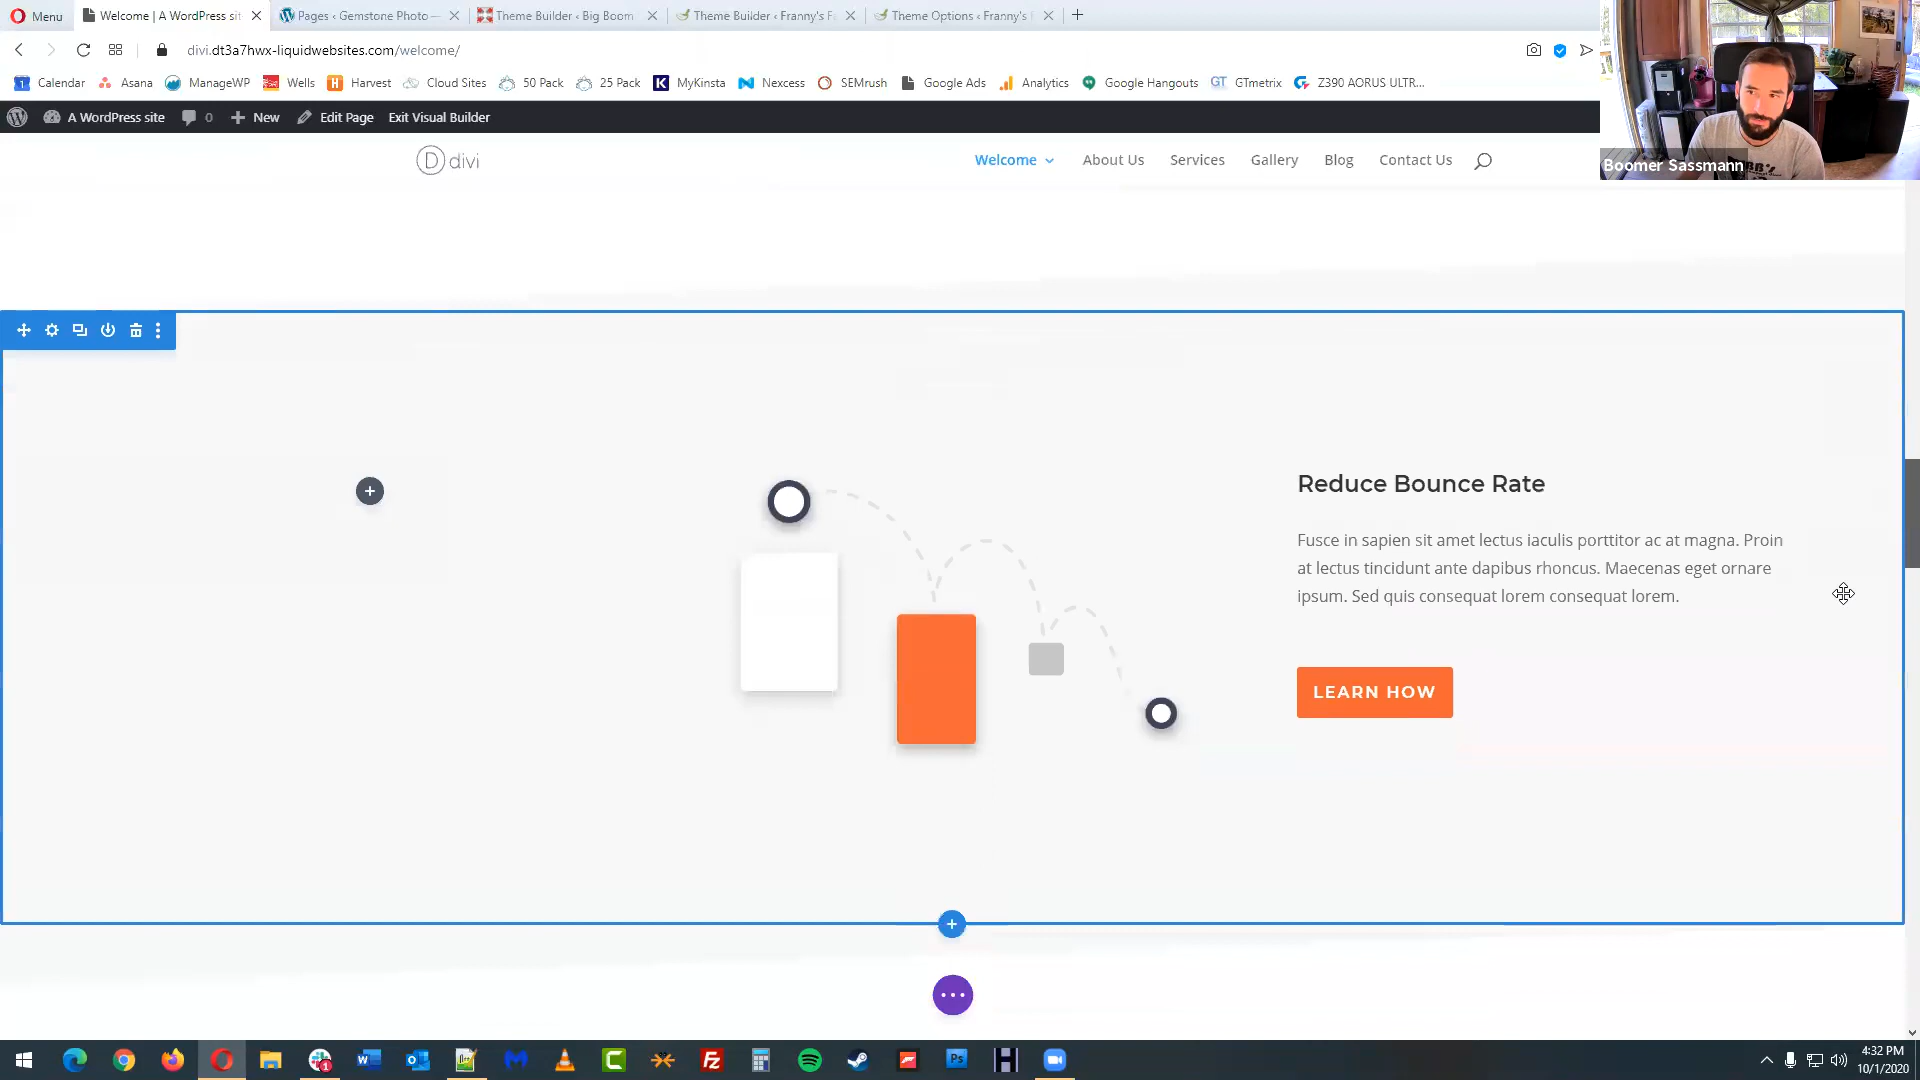 Menu
Welcome | A WordPress sit
Pages ‹ Gemstone Photo —
Theme Builder ‹ Big Boom
Theme Builder ‹ Franny's F
Theme Options ‹ Franny's
divi.dt3a7hwx-liquidwebsites.com/welcome/
Calendar
Asana
ManageWP
Wells
Harvest
Cloud Sites
50 Pack
25 Pack
MyKinsta
Nexcess
SEMrush
Google Ads
Analytics
Google Hangouts
GTmetrix
Z390 AORUS ULTR...
A WordPress site
0
New
Edit Page
Exit Visual Builder
Boomer Sassmann
divi
Welcome
About Us
Services
Gallery
Blog
Contact Us
Reduce Bounce Rate
Fusce in sapien sit amet lectus iaculis porttitor ac at magna. Proin
at lectus tincidunt ante dapibus rhoncus. Maecenas eget ornare
ipsum. Sed quis consequat lorem consequat lorem.
LEARN HOW
4:32 PM
10/1/2020